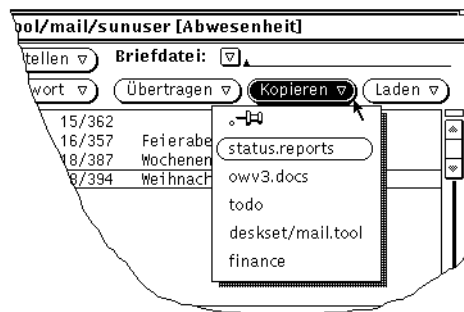 ool/mail/sunuser [Abwesenheit]
tellen Briefdatei:
wort Übertragen Kopieren Laden
15/362
16/357 Feierabe
18/387 Wochenen
8/394 Weihnach
status.reports
owv3.docs
todo
deskset/mail.tool
finance